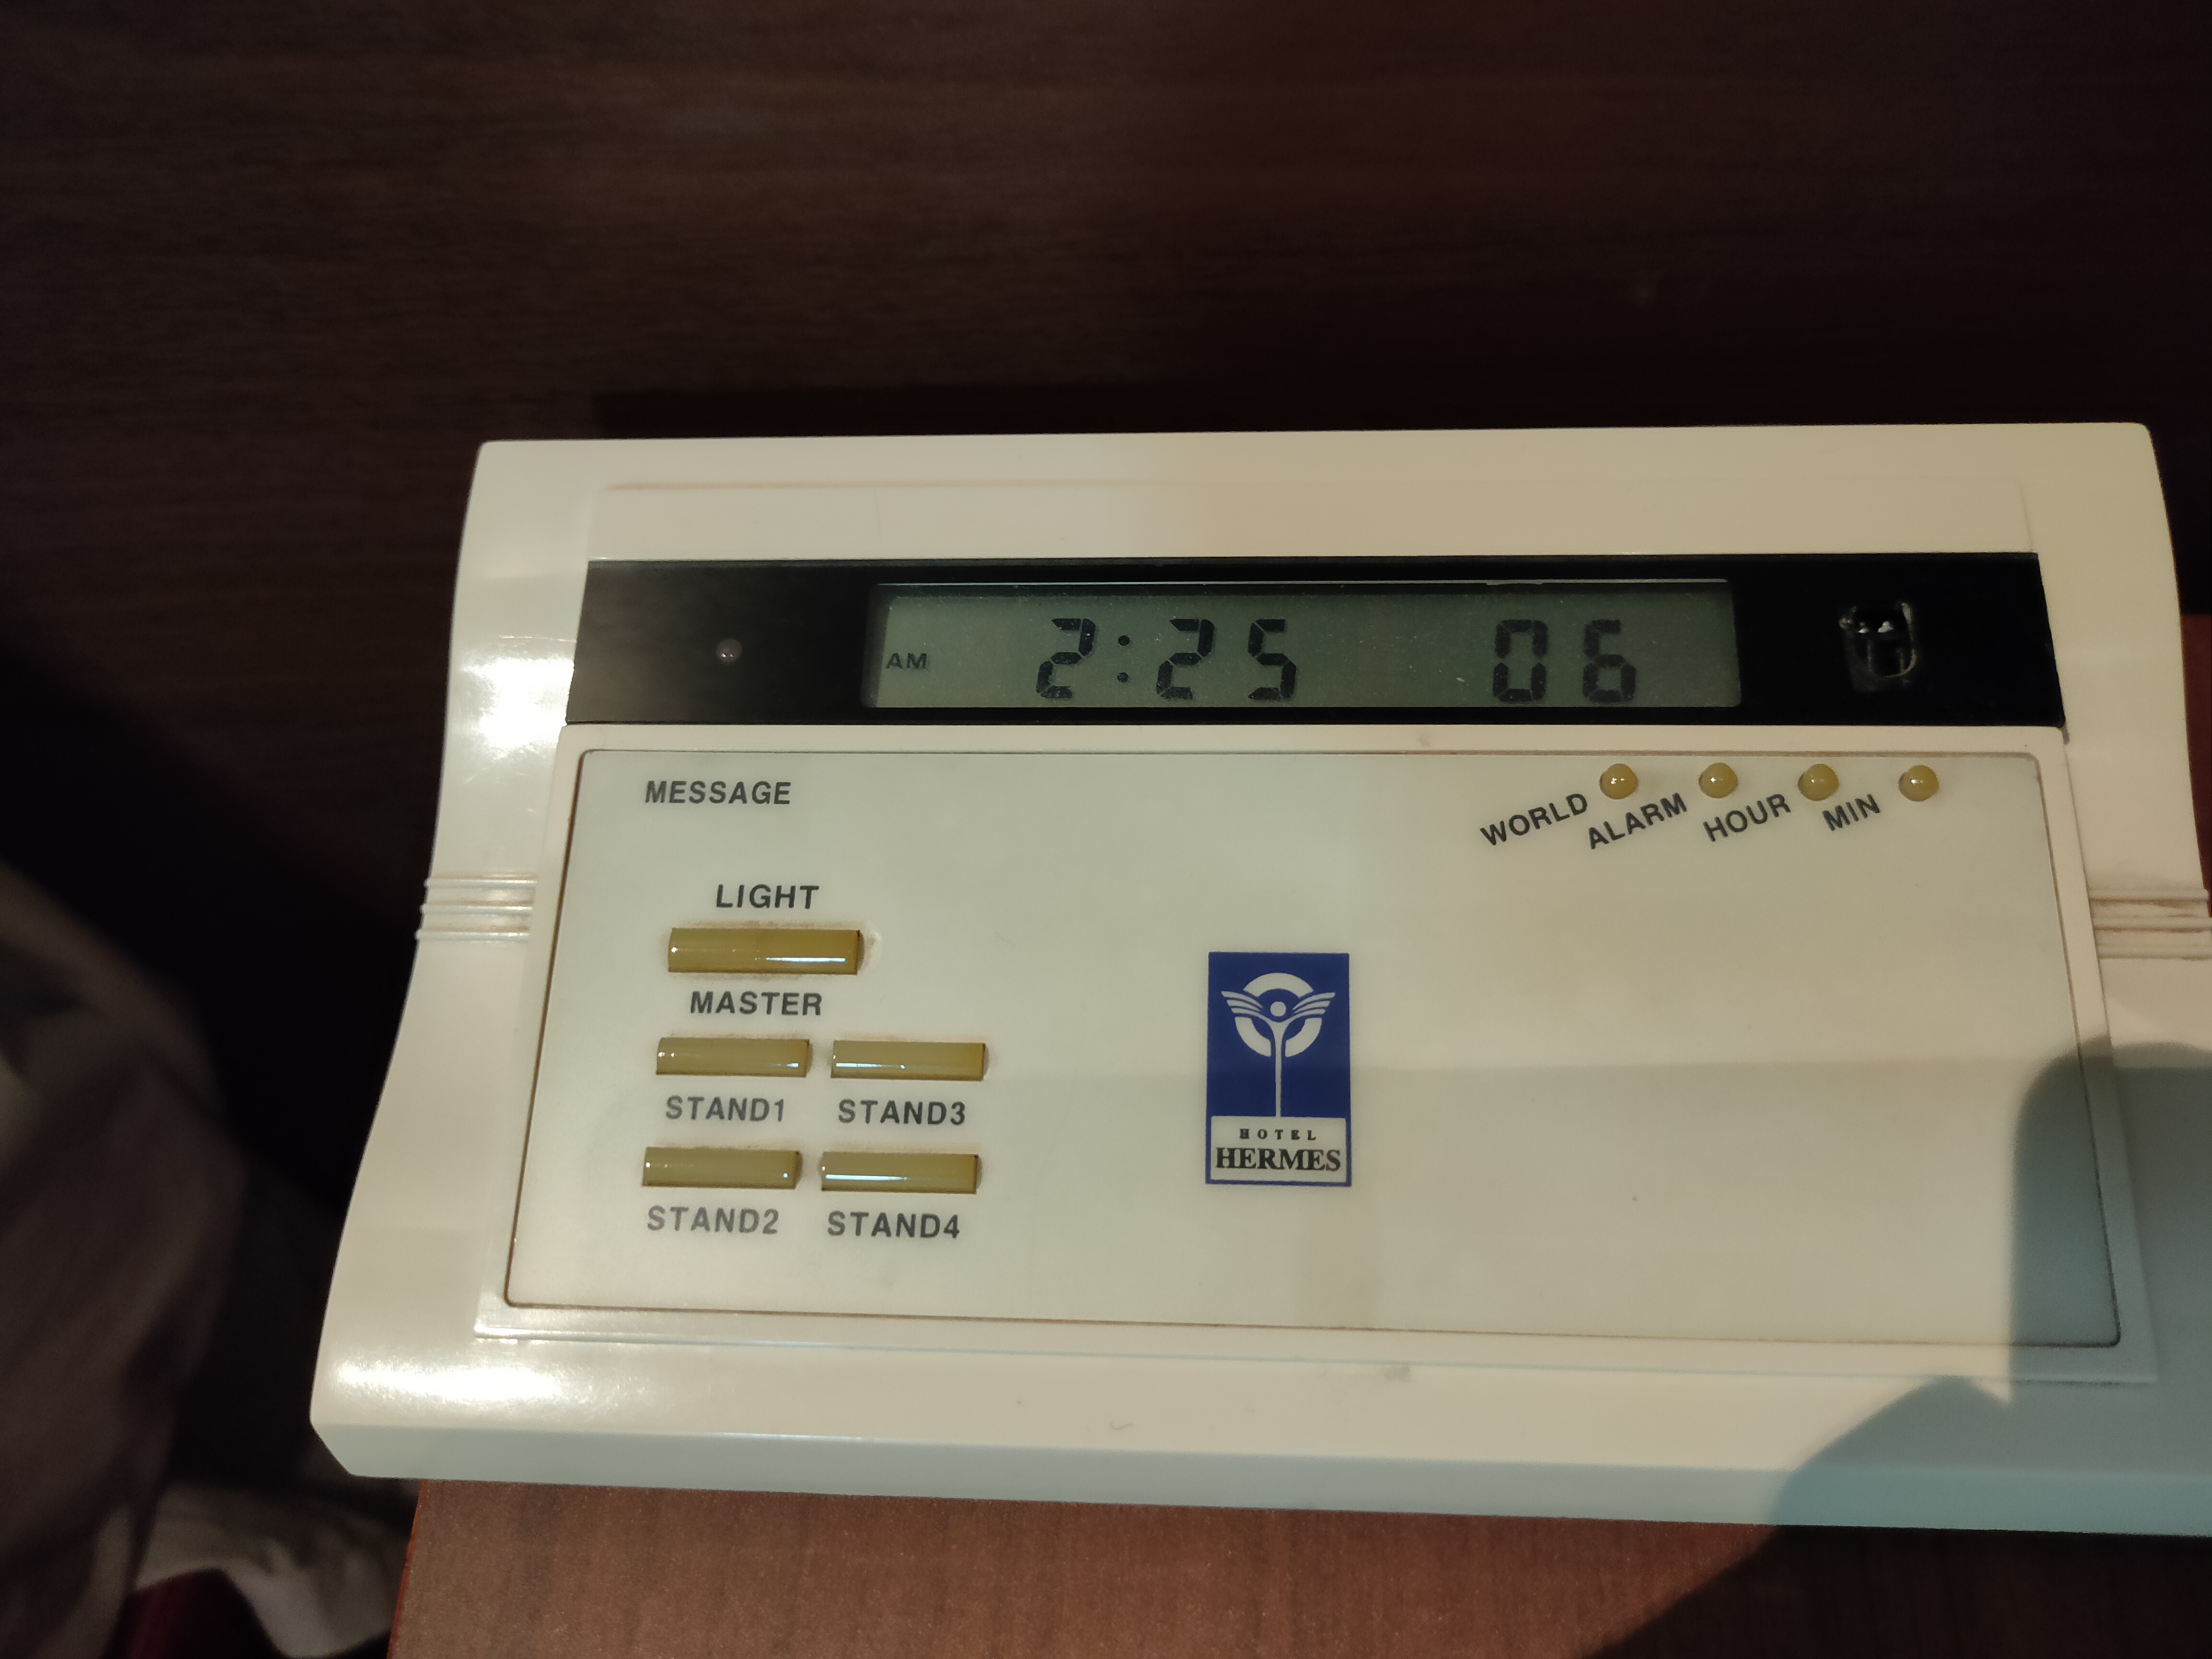 AM 2:25 06
MESSAGE
WORLD ALARM HOUR MIN
LIGHT
MASTER
STAND1 STAND3
STAND2 STAND4
HOTEL
HERMES